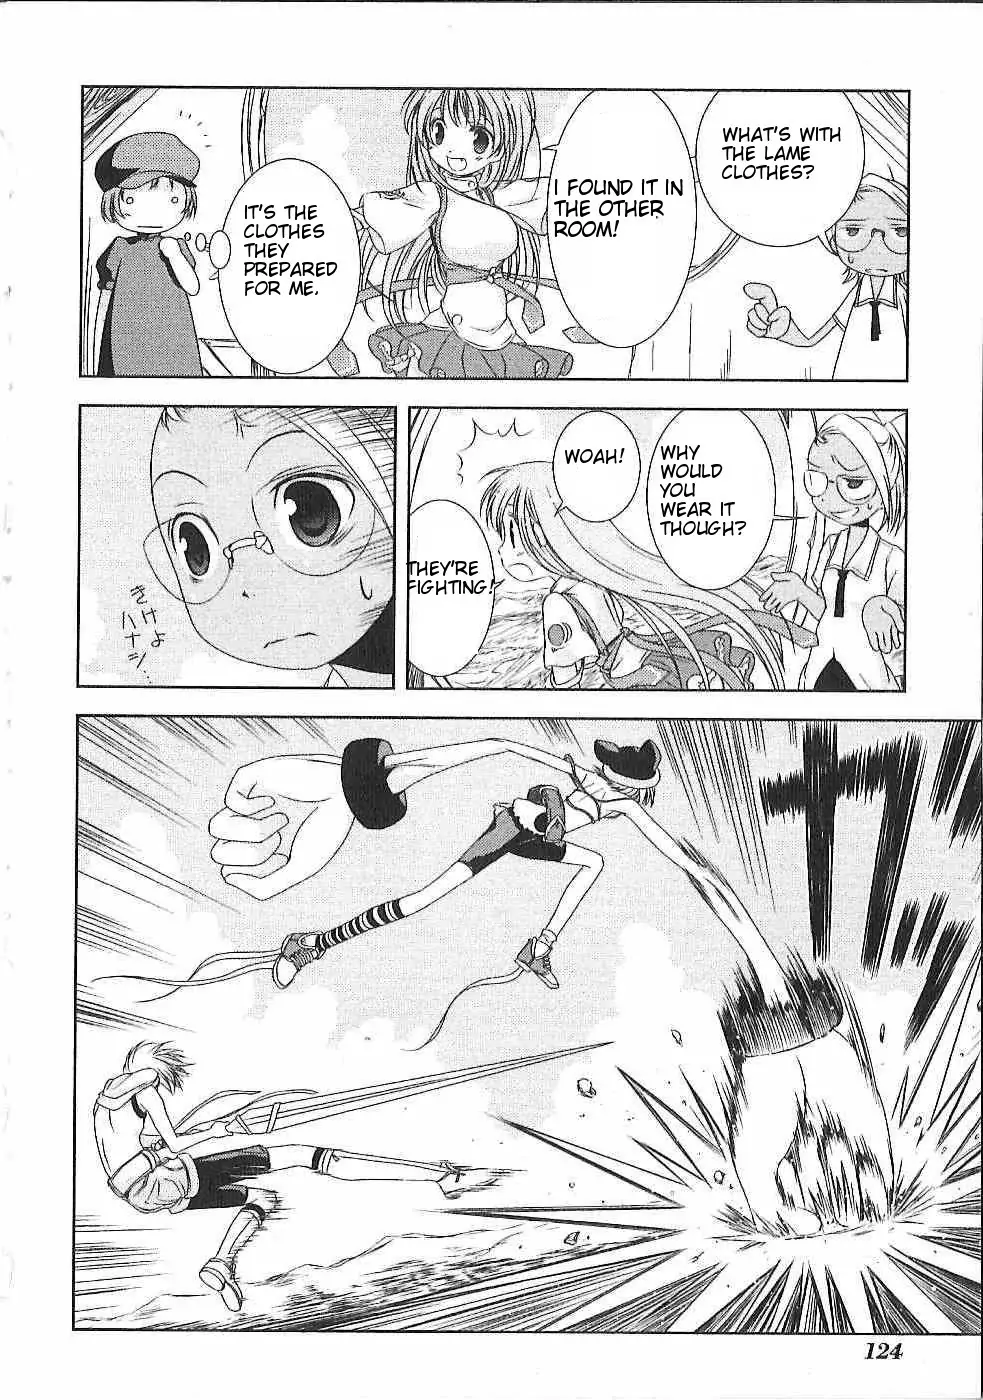 WHAT'S WITH
THE LAME
CLOTHES?
I FOUND IT IN
THE OTHER
ROOM!
IT'S THE
CLOTHES
THEY
PREPARED
FOR ME.
WHY
WOULD
YOU
WEAR IT
THOUGH?
WOAH!
THEY'RE
FIGHTING!
きけよ
ハナシ…
124